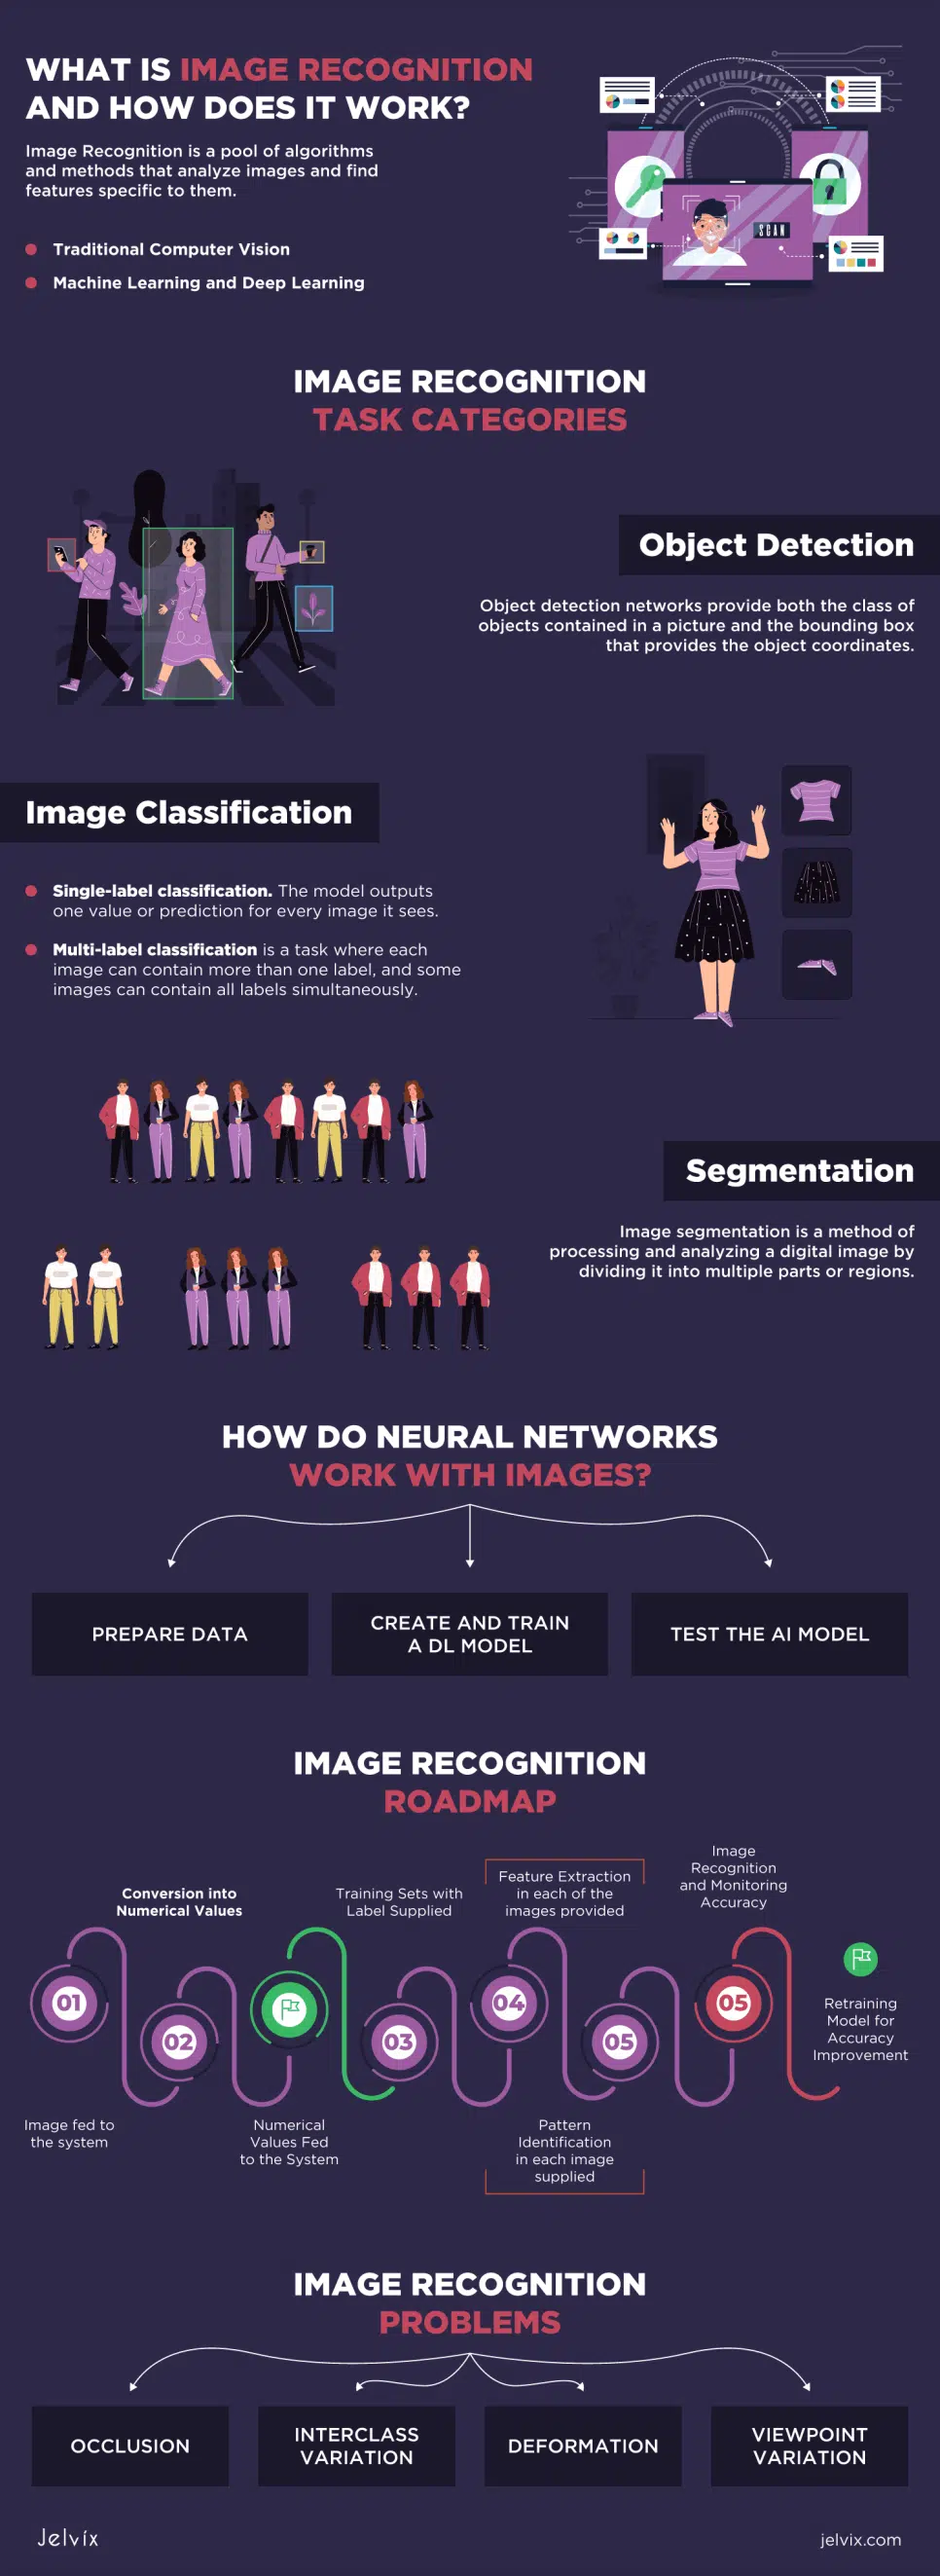 WHAT IS IMAGE RECOGNITION
AND HOW DOES IT WORK?
Image Recognition is a pool of algorithms
and methods that analyze images and find
features specific to them.
Traditional Computer Vision
Machine Learning and Deep Learning
SCAN
IMAGE RECOGNITION
TASK CATEGORIES
Object Detection
Object detection networks provide both the class of
objects contained in a picture and the bounding box
that provides the object coordinates.
Image Classification
Single-label classification. The model outputs
one value or prediction for every image it sees.
Multi-label classification is a task where each
image can contain more than one label, and some
images can contain all labels simultaneously.
Segmentation
Image segmentation is a method of
processing and analyzing a digital image by
dividing it into multiple parts or regions.
HOW DO NEURAL NETWORKS
WORK WITH IMAGES?
PREPARE DATA
CREATE AND TRAIN
A DL MODEL
TEST THE AI MODEL
IMAGE RECOGNITION
ROADMAP
01
Image fed to
the system
02
Conversion into
Numerical Values
Numerical
Values Fed
to the System
03
Training Sets with
Label Supplied
04
Feature Extraction
in each of the
images provided
05
Pattern
Identification
in each image
supplied
05
Image
Recognition
and Monitoring
Accuracy
Retraining
Model for
Accuracy
Improvement
IMAGE RECOGNITION
PROBLEMS
OCCLUSION
INTERCLASS
VARIATION
DEFORMATION
VIEWPOINT
VARIATION
Jelvix
jelvix.com